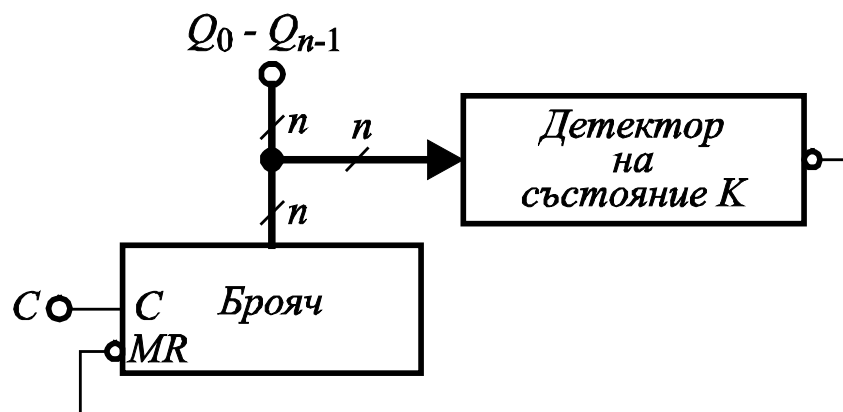 Q₀ - Qₙ₋₁
n
n
Детектор
на
състояние K
n
C
C
Брояч
MR